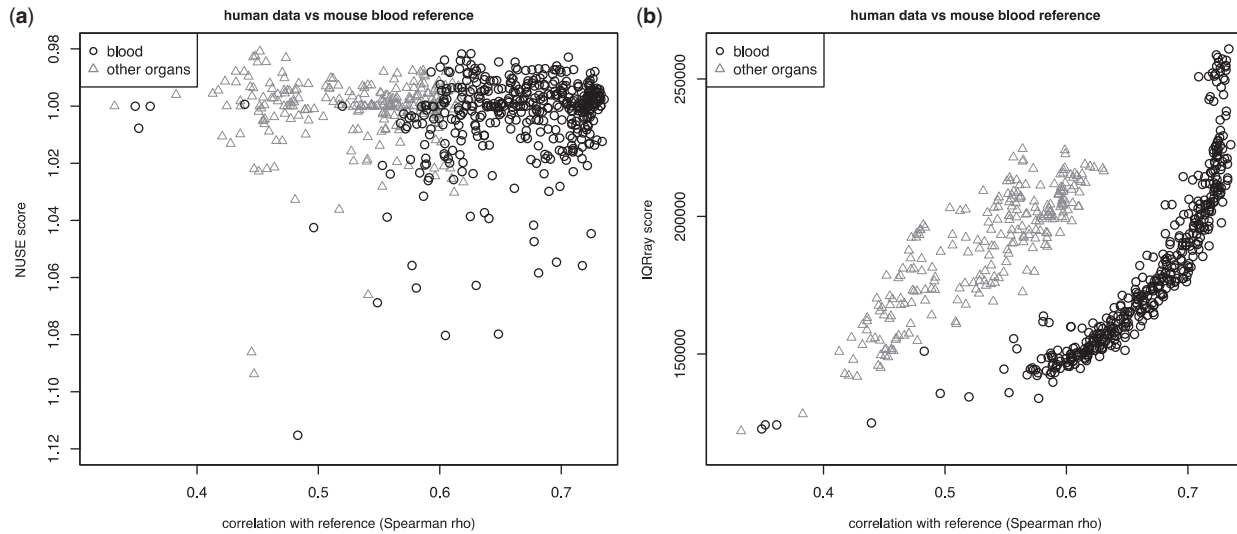 (a)
human data vs mouse blood reference
blood
other organs
NUSE score
0.98
1.00
1.02
1.04
1.06
1.08
1.10
1.12
0.4
0.5
0.6
0.7
correlation with reference (Spearman rho)
(b)
human data vs mouse blood reference
blood
other organs
IQRray score
250000
200000
150000
0.4
0.5
0.6
0.7
correlation with reference (Spearman rho)